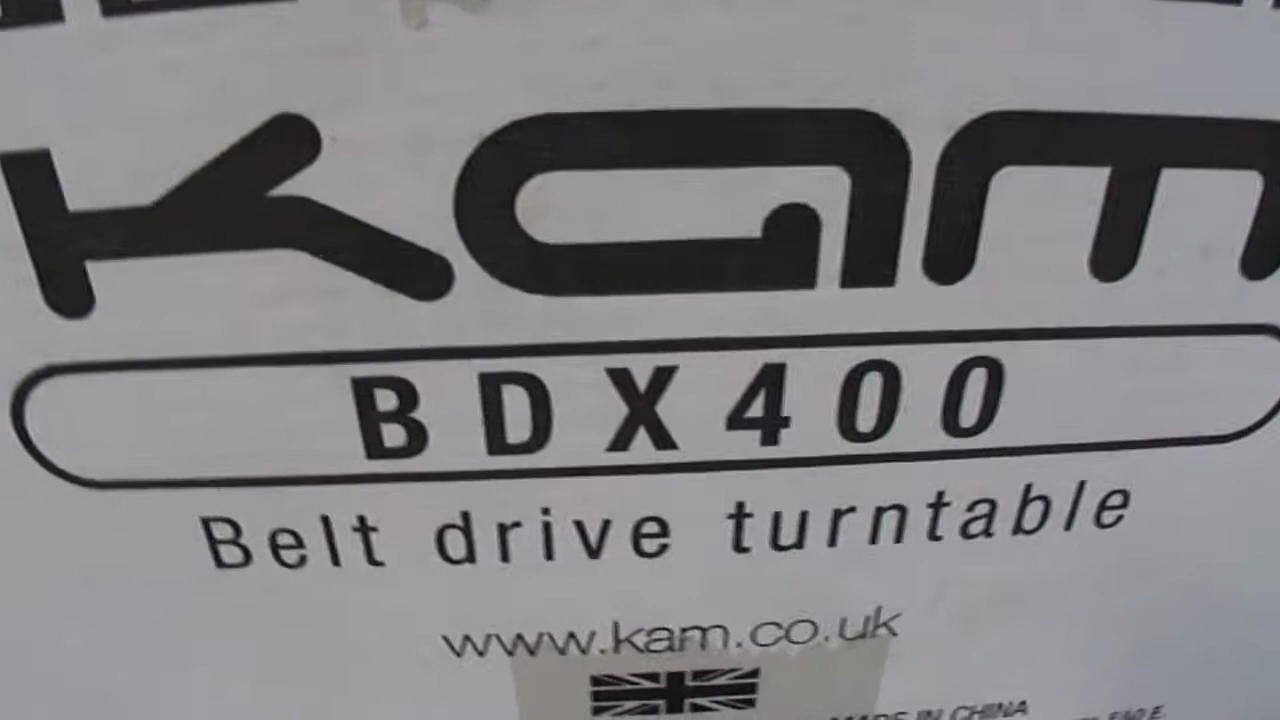 kam
BDX400
Belt drive turntable
www.kam.co.uk
MADE IN CHINA